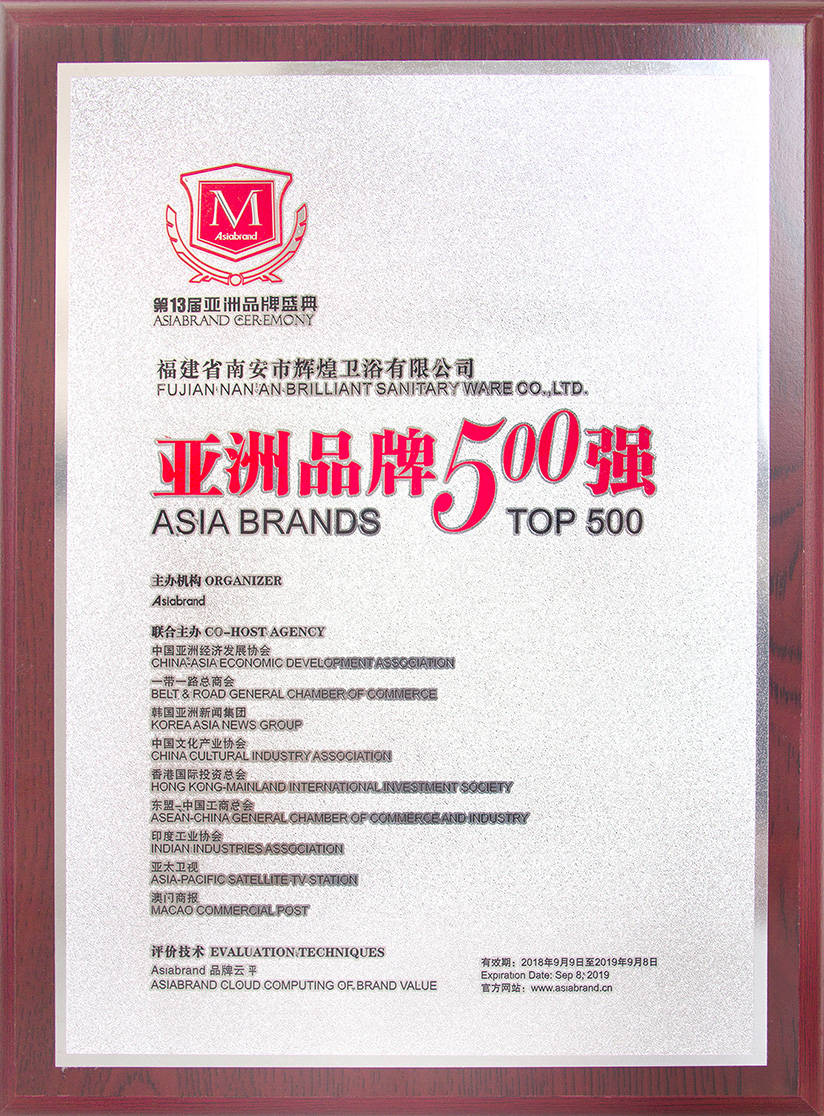 M
Asiabrand
第13届亚洲品牌盛典
ASIABRAND CEREMONY
福建省南安市辉煌卫浴有限公司
FUJIAN NAN'AN BRILLIANT SANITARY WARE CO.,LTD.
亚洲品牌500强
ASIA BRANDS TOP 500
主办机构 ORGANIZER
Asiabrand
联合主办 CO-HOST AGENCY
中国亚洲经济发展协会
CHINA-ASIA ECONOMIC DEVELOPMENT ASSOCIATION
一带一路总商会
BELT & ROAD GENERAL CHAMBER OF COMMERCE
韩国亚洲新闻集团
KOREA ASIA NEWS GROUP
中国文化产业协会
CHINA CULTURAL INDUSTRY ASSOCIATION
香港国际投资总会
HONG KONG-MAINLAND INTERNATIONAL INVESTMENT SOCIETY
东盟-中国工商总会
ASEAN-CHINA GENERAL CHAMBER OF COMMERCE AND INDUSTRY
印度工业协会
INDIAN INDUSTRIES ASSOCIATION
亚太卫视
ASIA-PACIFIC SATELLITE TV STATION
澳门商报
MACAO COMMERCIAL POST
评价技术 EVALUATION TECHNIQUES
Asiabrand 品牌云平
ASIABRAND CLOUD COMPUTING OF BRAND VALUE
有效期：2018年9月9日至2019年9月8日
Expiration Date: Sep 8, 2019
官方网站：www.asiabrand.cn